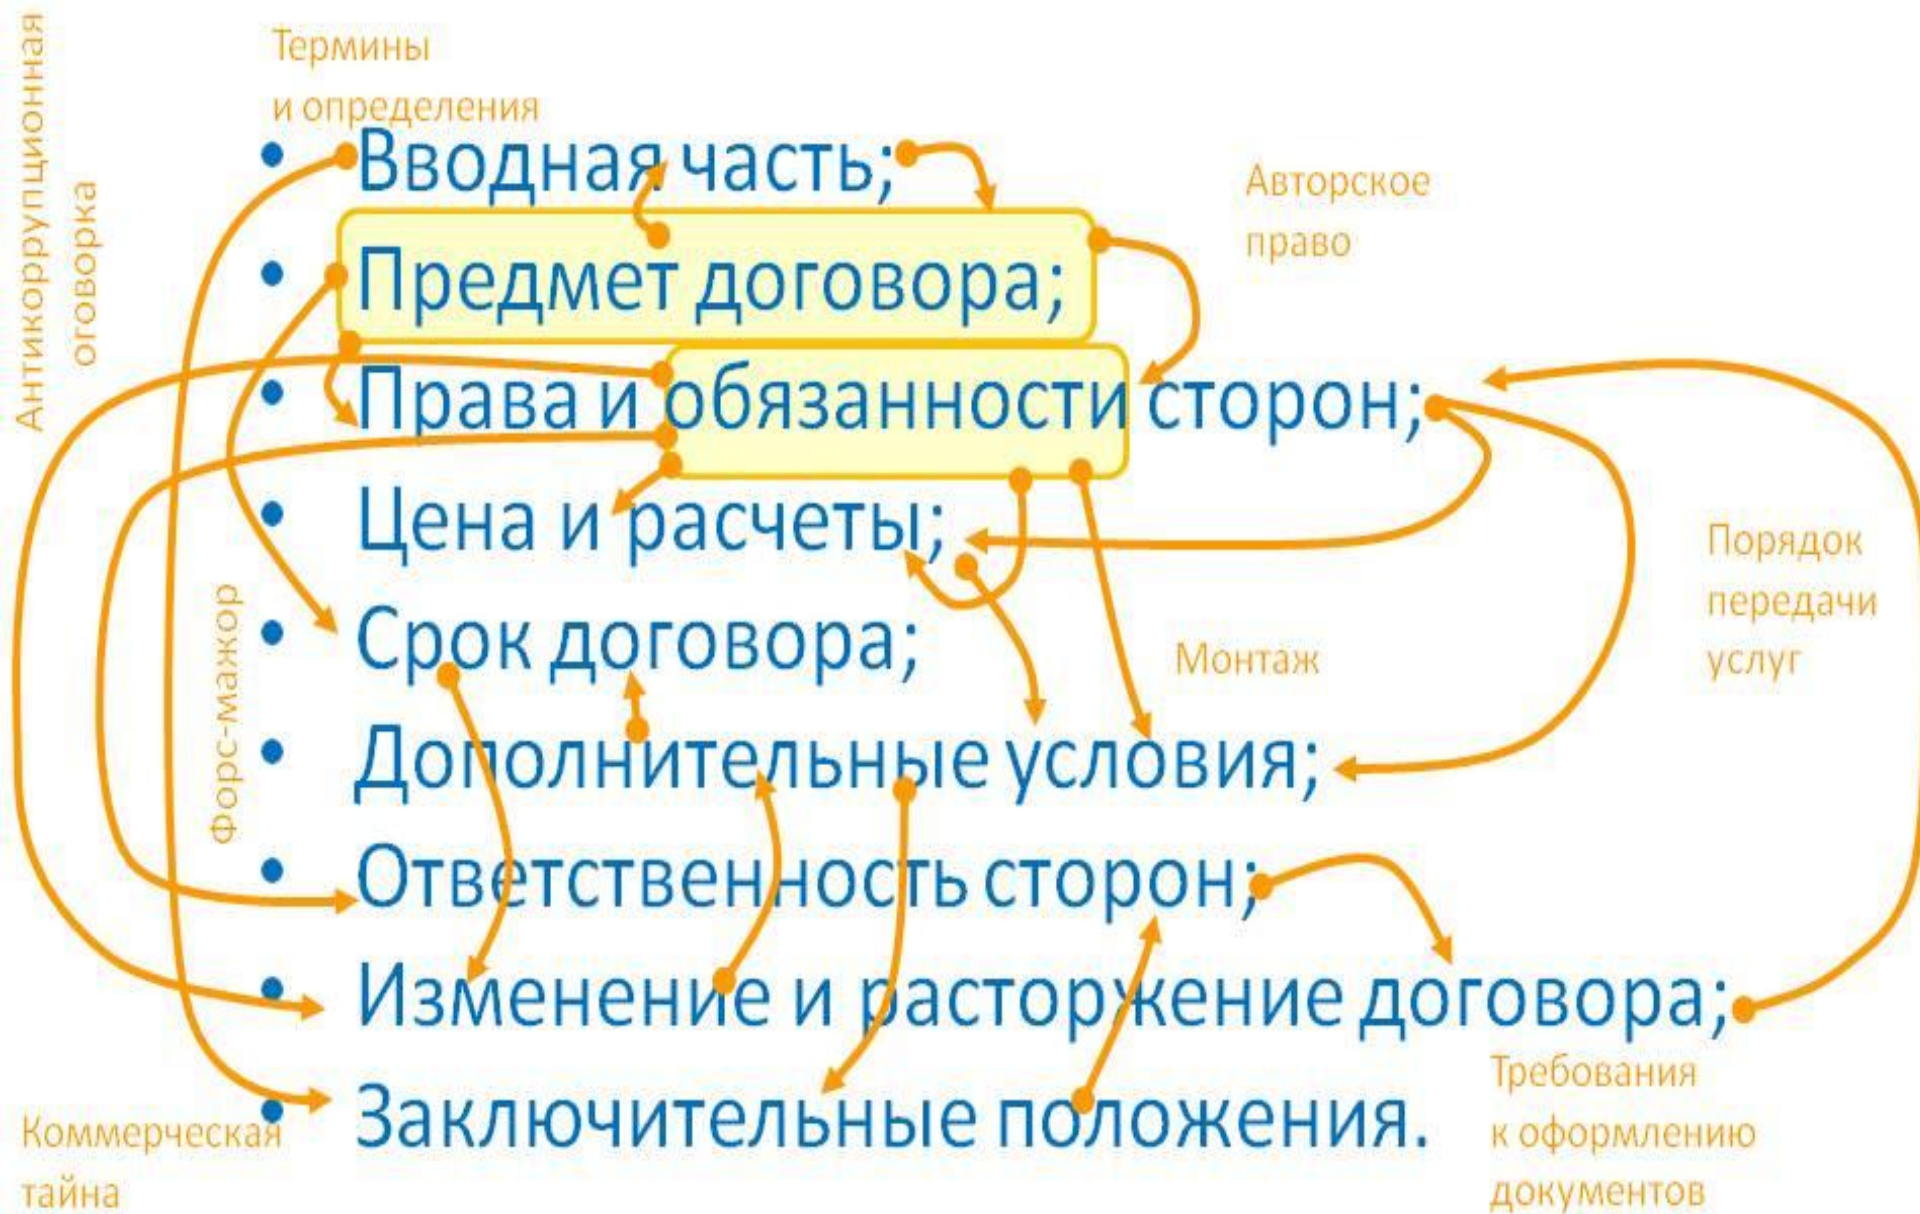 Антикоррупционная
оговорка
Термины
и определения
• Вводная часть;
Авторское
право
• Предмет договора;
• Права и обязанности сторон;
• Цена и расчеты;
Порядок
передачи
услуг
Форс-мажор
• Срок договора;
Монтаж
• Дополнительные условия;
• Ответственность сторон;
• Изменение и расторжение договора;
• Заключительные положения.
Коммерческая
тайна
Требования
к оформлению
документов